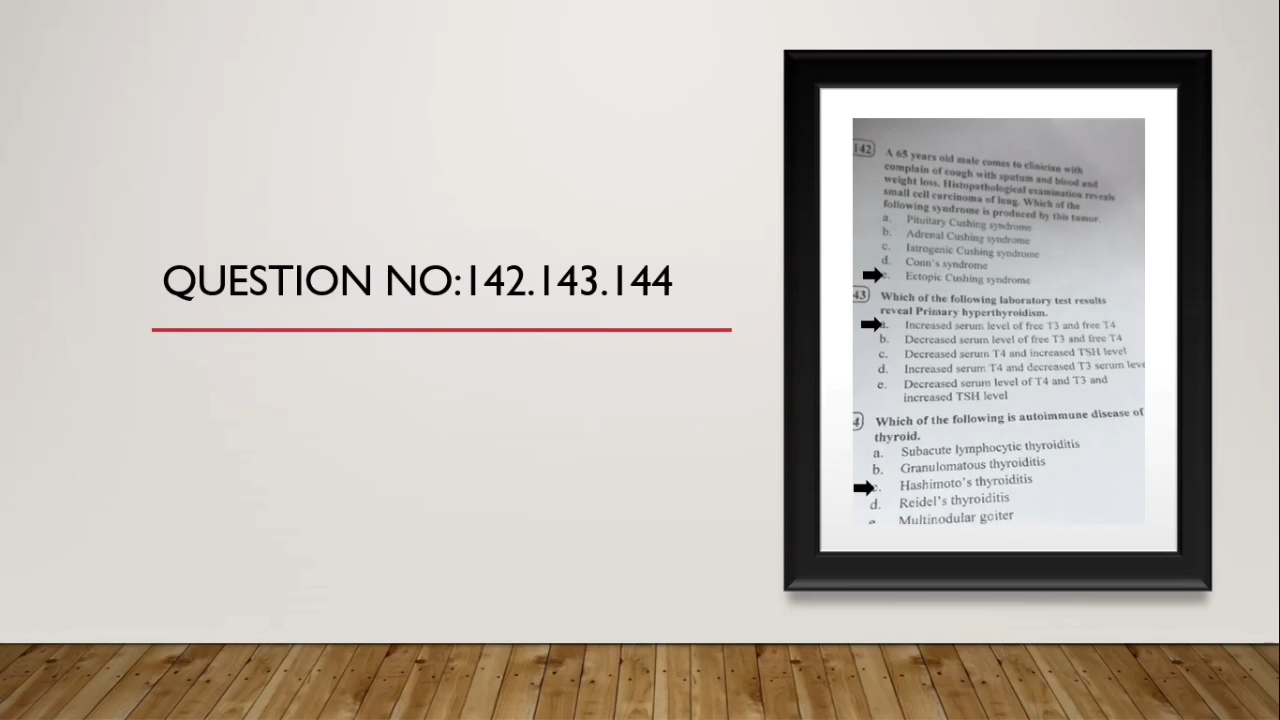 QUESTION NO:142.143.144
142 A 65 years old male comes to clinician with
complain of cough with sputum and blood and
weight loss. Histopathological examination reveals
small cell carcinoma of lung. Which of the
following syndrome is produced by this tumor.
a. Pituitary Cushing syndrome
b. Adrenal Cushing syndrome
c. Iatrogenic Cushing syndrome
d. Conn's syndrome
e. Ectopic Cushing syndrome
43 Which of the following laboratory test results
reveal Primary hyperthyroidism.
a. Increased serum level of free T3 and free T4
b. Decreased serum level of free T3 and free T4
c. Decreased serum T4 and increased TSH level
d. Increased serum T4 and decreased T3 serum leve
e. Decreased serum level of T4 and T3 and
increased TSH level
4 Which of the following is autoimmune disease of
thyroid.
a. Subacute lymphocytic thyroiditis
b. Granulomatous thyroiditis
c. Hashimoto's thyroiditis
d. Reidel's thyroiditis
e Multinodular goiter